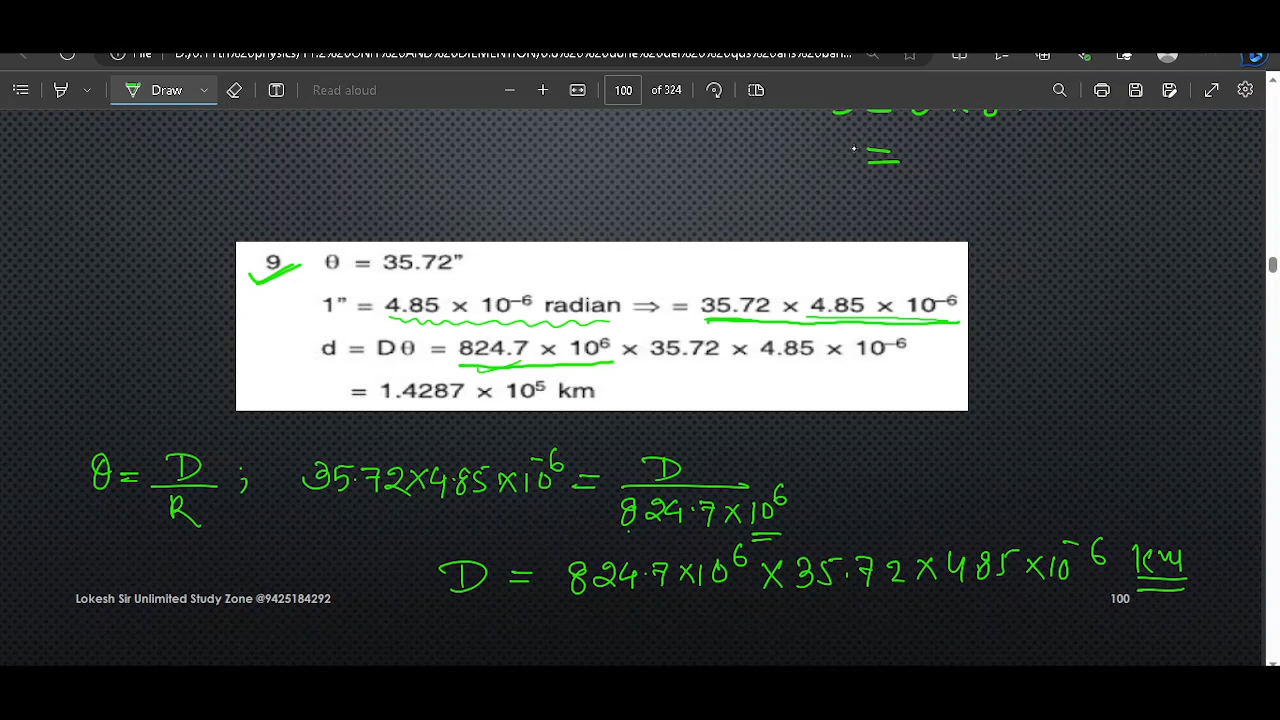 Draw
Read aloud
100 of 324
9 θ = 35.72”
1” = 4.85 × 10⁻⁶ radian ⇒ = 35.72 × 4.85 × 10⁻⁶
d = Dθ = 824.7 × 10⁶ × 35.72 × 4.85 × 10⁻⁶
= 1.4287 × 10⁵ km
θ = D/R ; 35.72×4.85×10⁻⁶ = D/824.7×10⁶
D = 824.7×10⁶ × 35.72×4.85×10⁻⁶ km
Lokesh Sir Unlimited Study Zone @9425184292
100